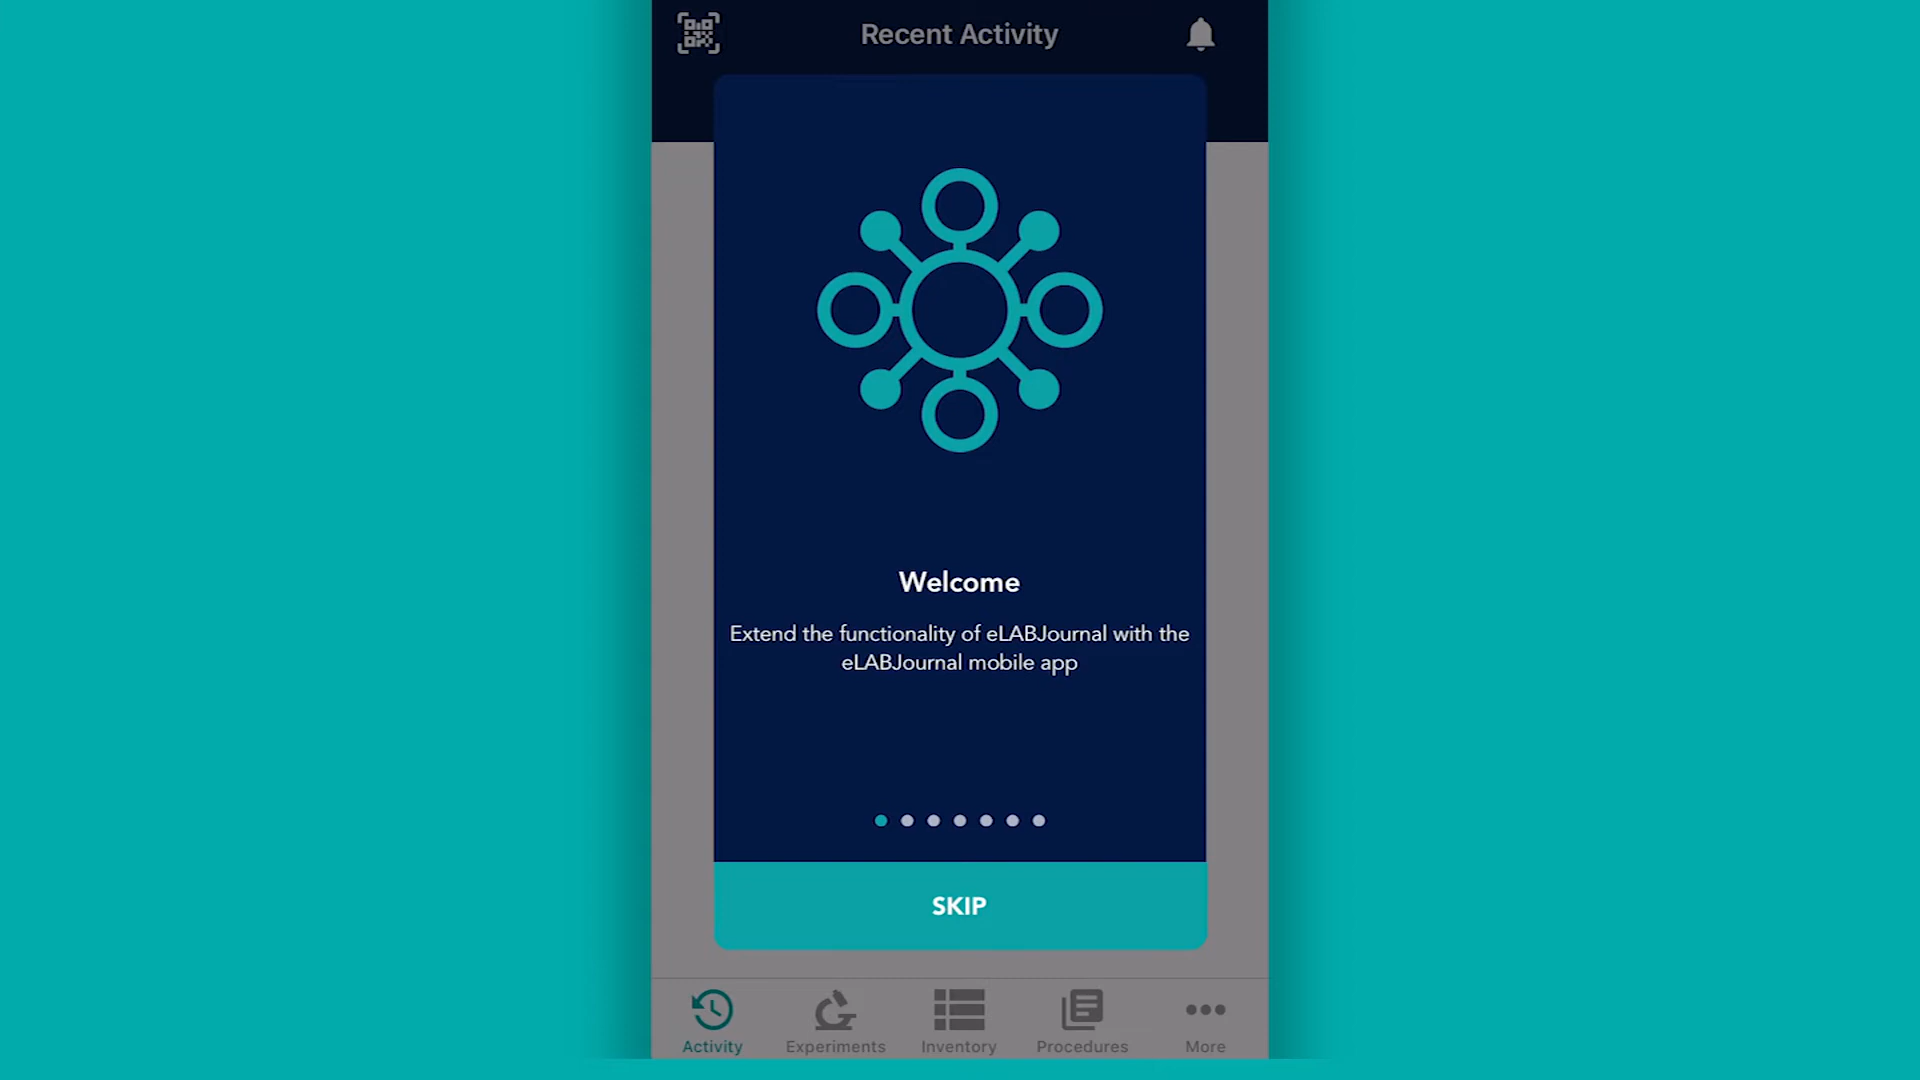 Recent Activity
Welcome
Extend the functionality of eLABJournal with the
eLABJournal mobile app
SKIP
Activity
Experiments
Inventory
Procedures
More